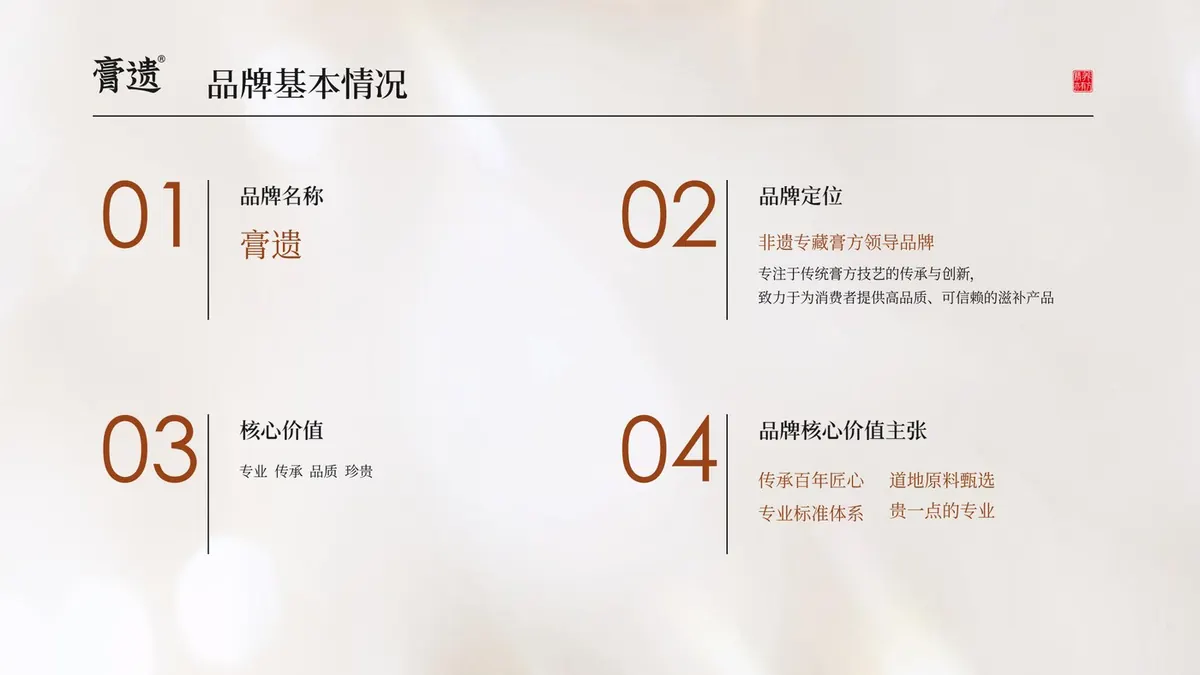 膏遗®
品牌基本情况
01
品牌名称
膏遗
02
品牌定位
非遗专藏膏方领导品牌
专注于传统膏方技艺的传承与创新,
致力于为消费者提供高品质、可信赖的滋补产品
03
核心价值
专业 传承 品质 珍贵
04
品牌核心价值主张
传承百年匠心 道地原料甄选
专业标准体系 贵一点的专业